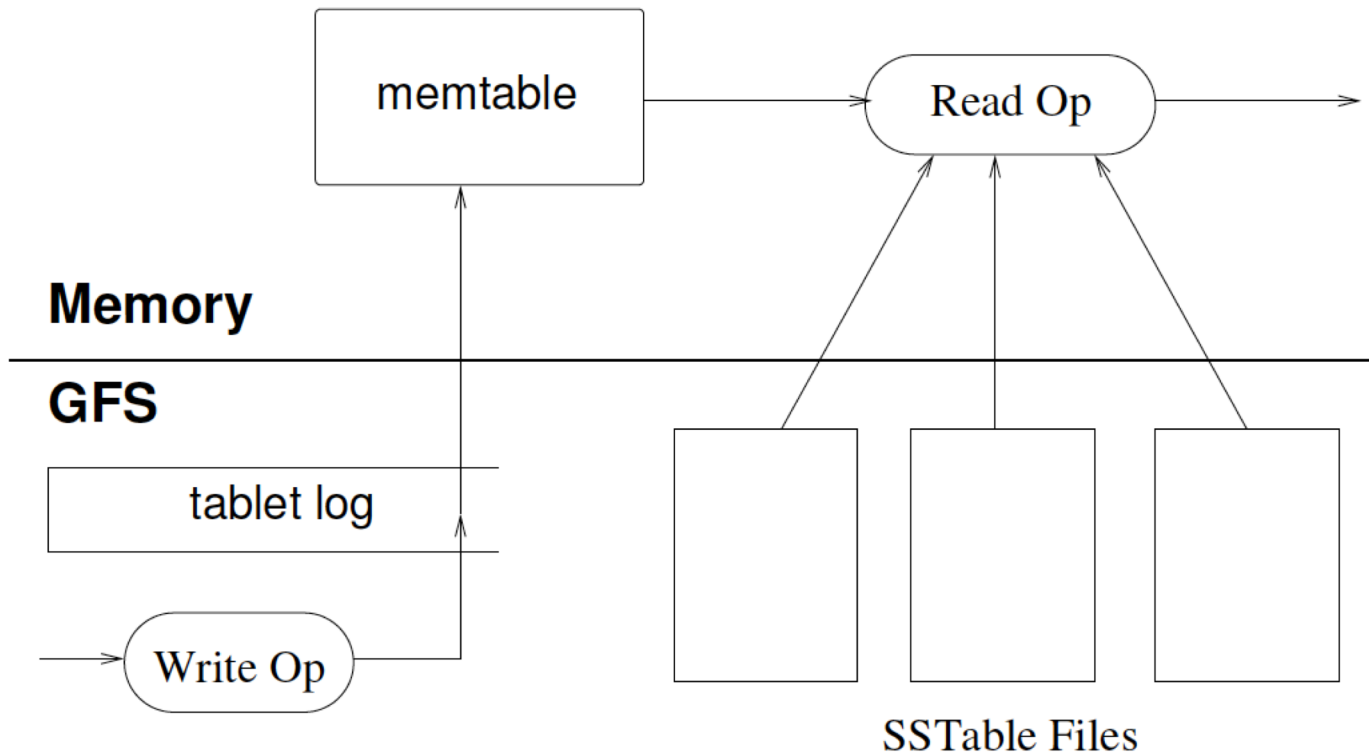 memtable
Read Op
Memory
GFS
tablet log
Write Op
SSTable Files